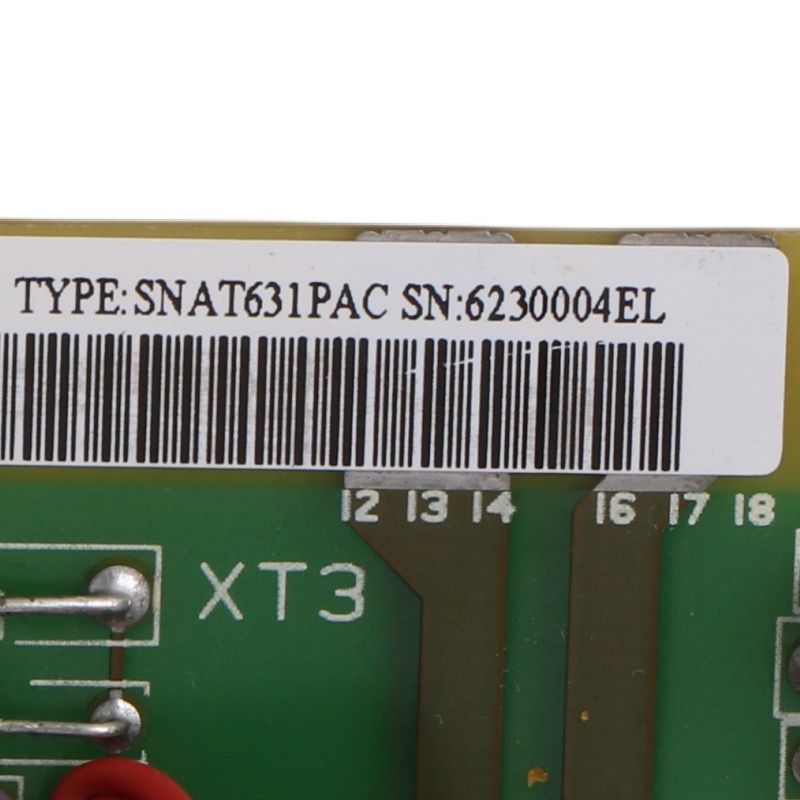 TYPE:SNAT631PAC SN:6230004EL
12 13 14 16 17 18
XT3